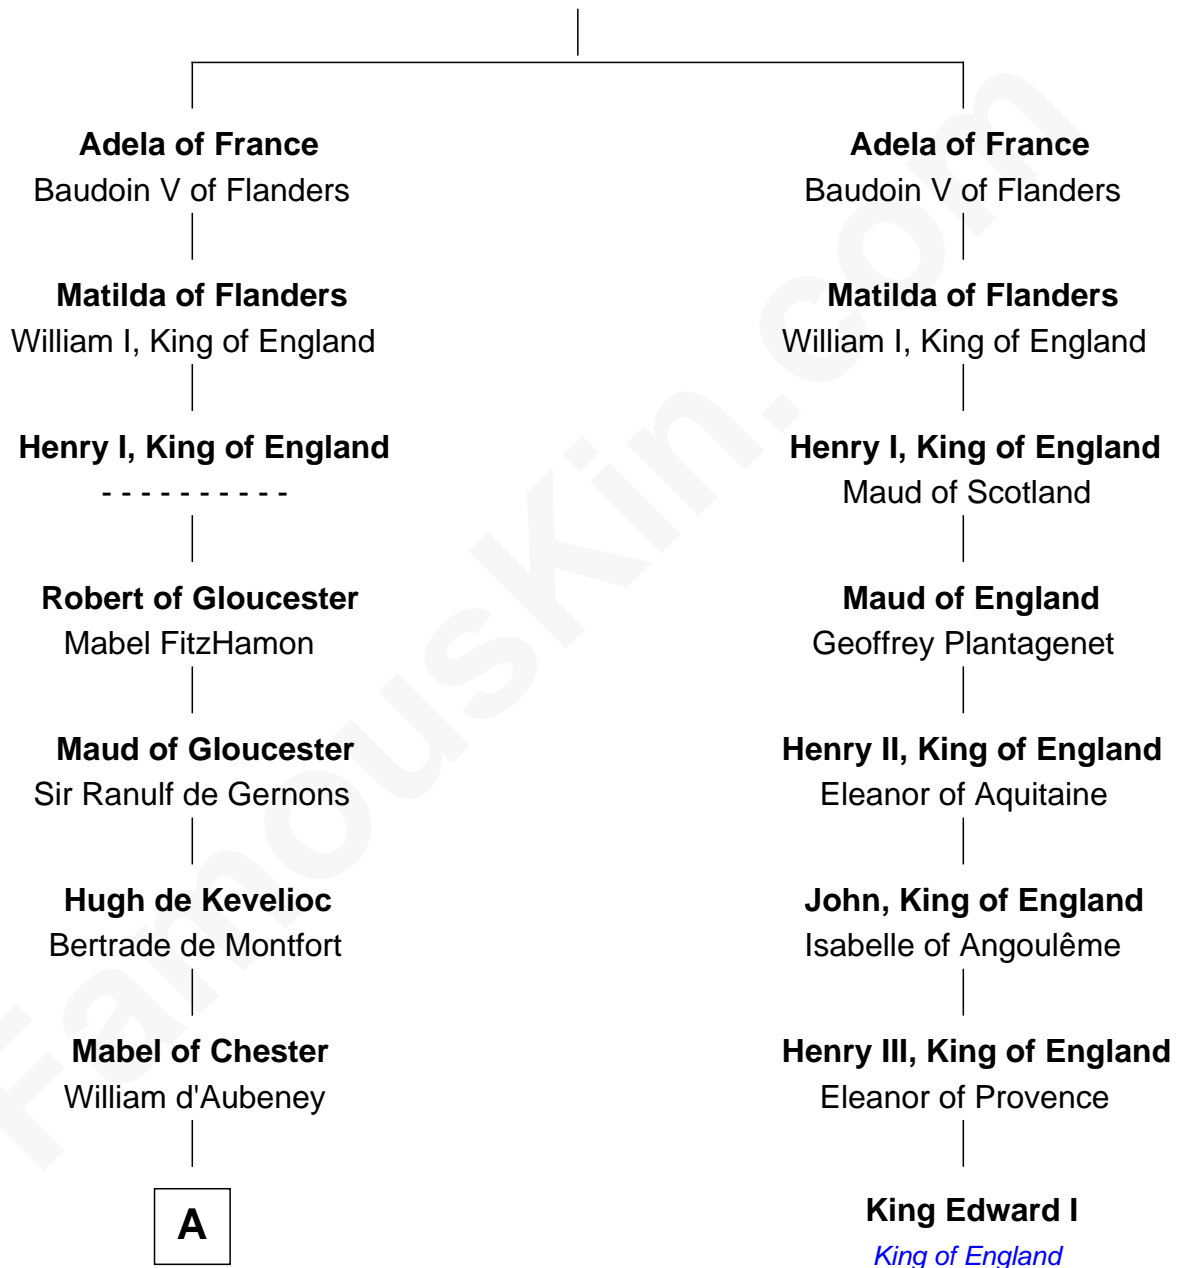 Adela of France
Baudoin V of Flanders
Matilda of Flanders
William I, King of England
Henry I, King of England
- - - - - - - - - -
Robert of Gloucester
Mabel FitzHamon
Maud of Gloucester
Sir Ranulf de Gernons
Hugh de Kevelioc
Bertrade de Montfort
Mabel of Chester
William d'Aubeney
A
Adela of France
Baudoin V of Flanders
Matilda of Flanders
William I, King of England
Henry I, King of England
Maud of Scotland
Maud of England
Geoffrey Plantagenet
Henry II, King of England
Eleanor of Aquitaine
John, King of England
Isabelle of Angoulême
Henry III, King of England
Eleanor of Provence
King Edward I
King of England
FamousKin.com